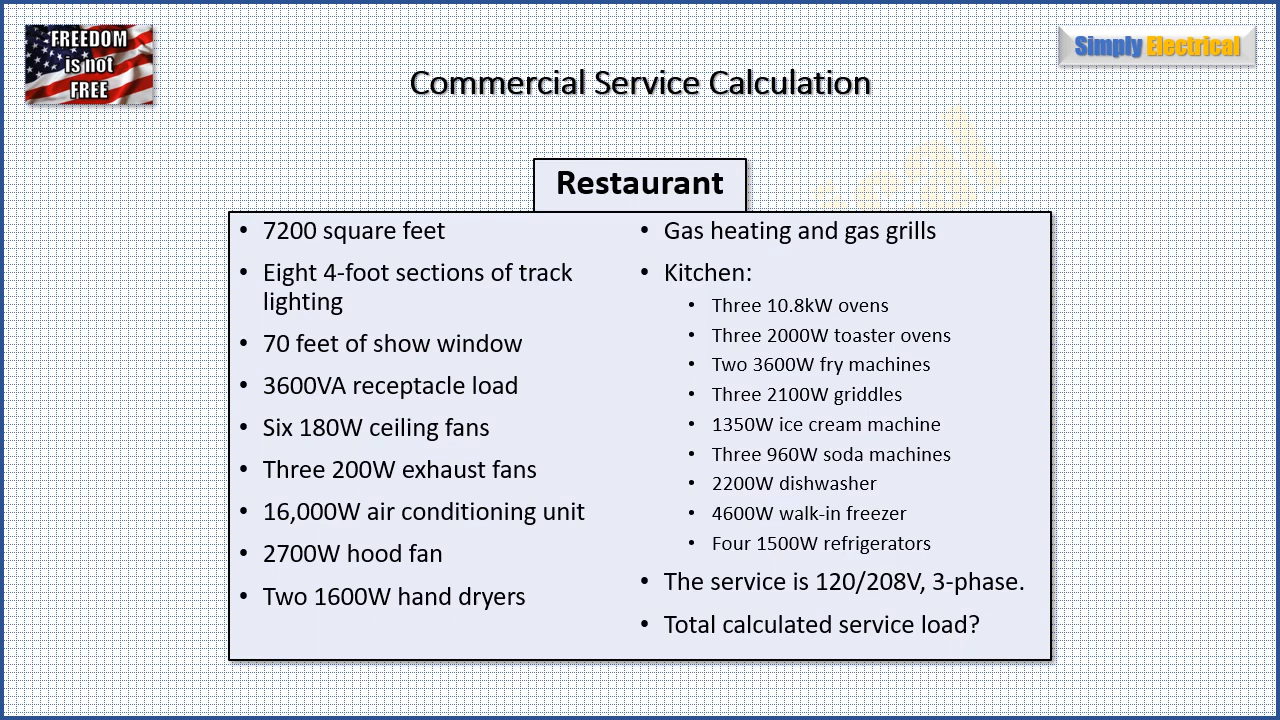 FREEDOM
is not
FREE
Simply Electrical
Commercial Service Calculation
Restaurant
• 7200 square feet
• Eight 4-foot sections of track
lighting
• 70 feet of show window
• 3600VA receptacle load
• Six 180W ceiling fans
• Three 200W exhaust fans
• 16,000W air conditioning unit
• 2700W hood fan
• Two 1600W hand dryers
• Gas heating and gas grills
• Kitchen:
• Three 10.8kW ovens
• Three 2000W toaster ovens
• Two 3600W fry machines
• Three 2100W griddles
• 1350W ice cream machine
• Three 960W soda machines
• 2200W dishwasher
• 4600W walk-in freezer
• Four 1500W refrigerators
• The service is 120/208V, 3-phase.
• Total calculated service load?